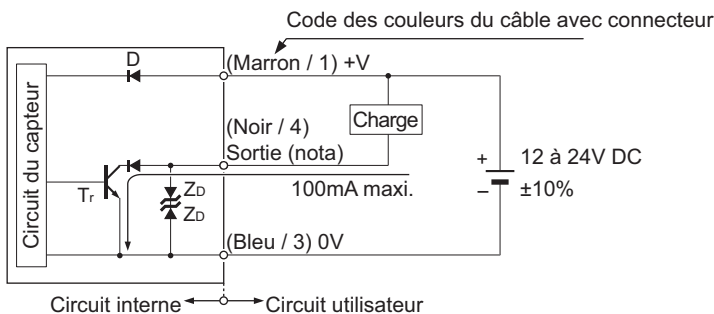 Code des couleurs du câble avec connecteur
D
(Marron / 1) +V
Charge
(Noir / 4)
Sortie (nota)
Circuit du capteur
Tr
ZD
ZD
100mA maxi.
+
12 à 24V DC
–
±10%
(Bleu / 3) 0V
Circuit interne
Circuit utilisateur